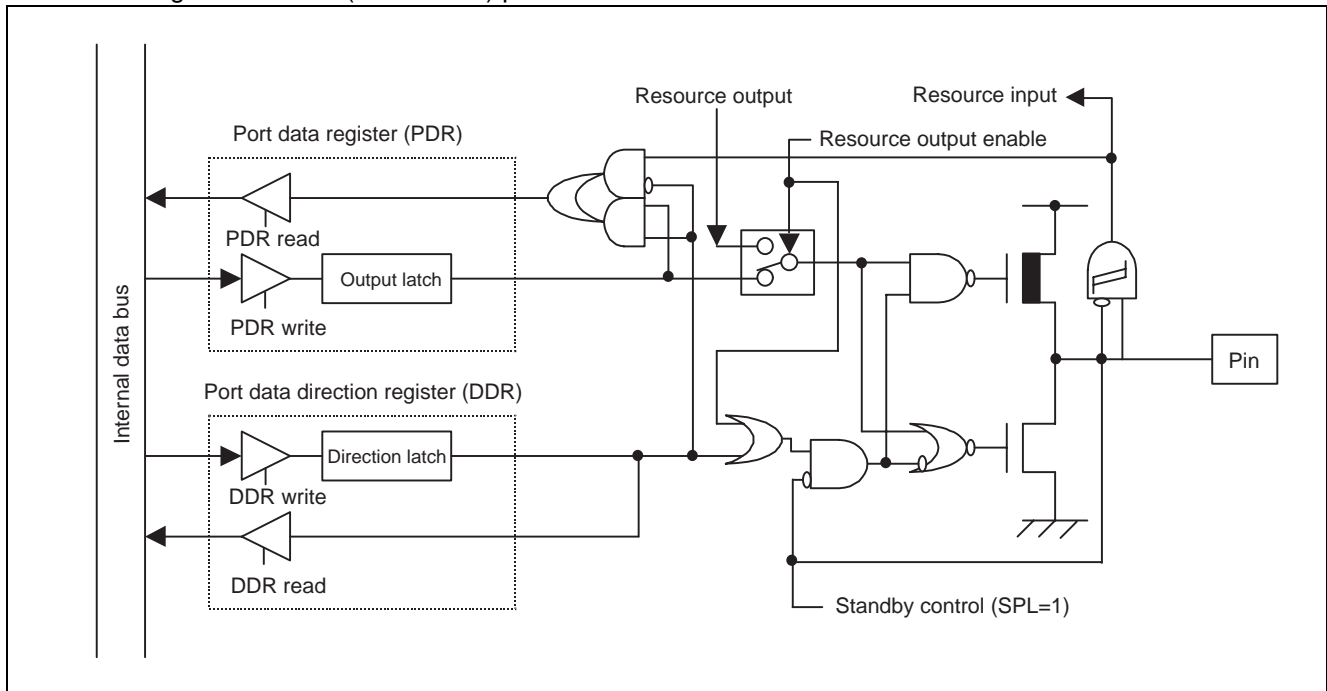 Resource output
Resource input
Port data register (PDR)
Resource output enable
PDR read
Output latch
PDR write
Internal data bus
Pin
Port data direction register (DDR)
Direction latch
DDR write
DDR read
Standby control (SPL=1)